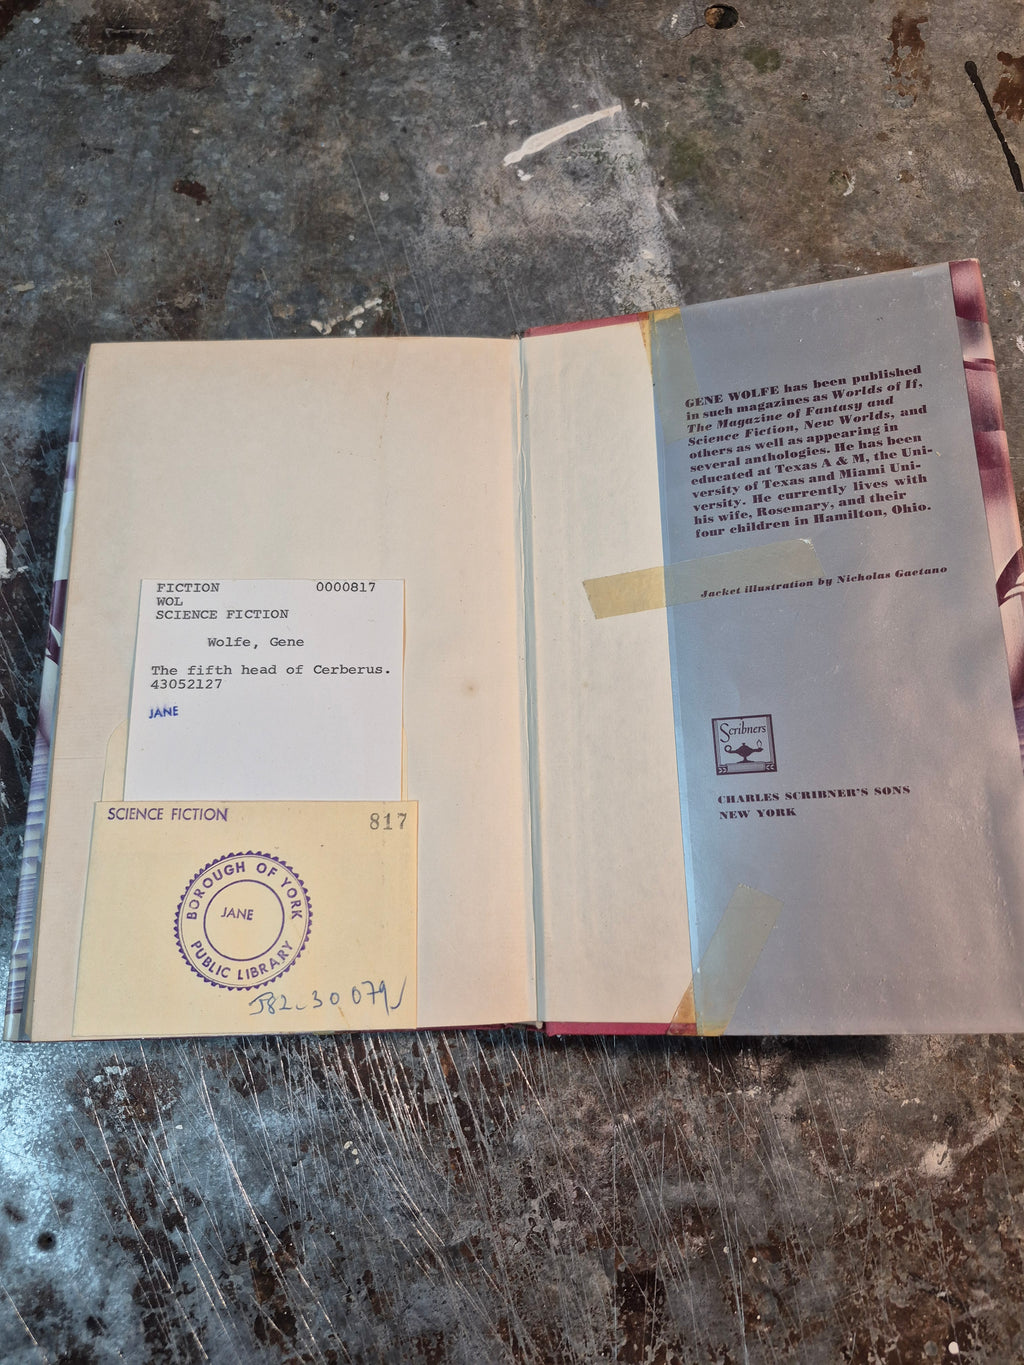 FICTION 0000817
WOL
SCIENCE FICTION
Wolfe, Gene
The fifth head of Cerberus.
43052127
JANE
SCIENCE FICTION 817
BOROUGH OF YORK
JANE
PUBLIC LIBRARY
GENE WOLFE has been published
in such magazines as Worlds of If,
The Magazine of Fantasy and
Science Fiction, New Worlds, and
others as well as appearing in
several anthologies. He has been
educated at Texas A & M, the Uni-
versity of Texas and Miami Uni-
versity. He currently lives with
his wife, Rosemary, and their
four children in Hamilton, Ohio.
Jacket illustration by Nicholas Gaetano
Scribners
CHARLES SCRIBNER'S SONS
NEW YORK